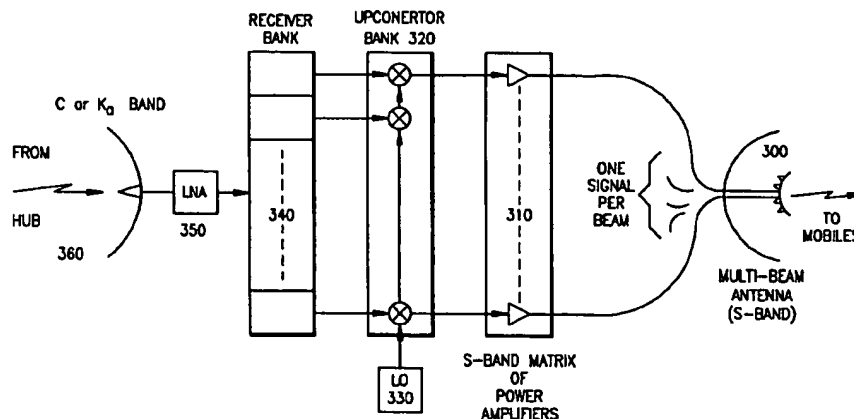 RECEIVER
BANK
UPCONERTOR
BANK 320
C or Ka BAND
FROM
HUB
360
LNA
350
340
310
LO
330
S-BAND MATRIX
OF
POWER
AMPLIFIERS
ONE
SIGNAL
PER
BEAM
300
TO
MOBILES
MULTI-BEAM
ANTENNA
(S-BAND)